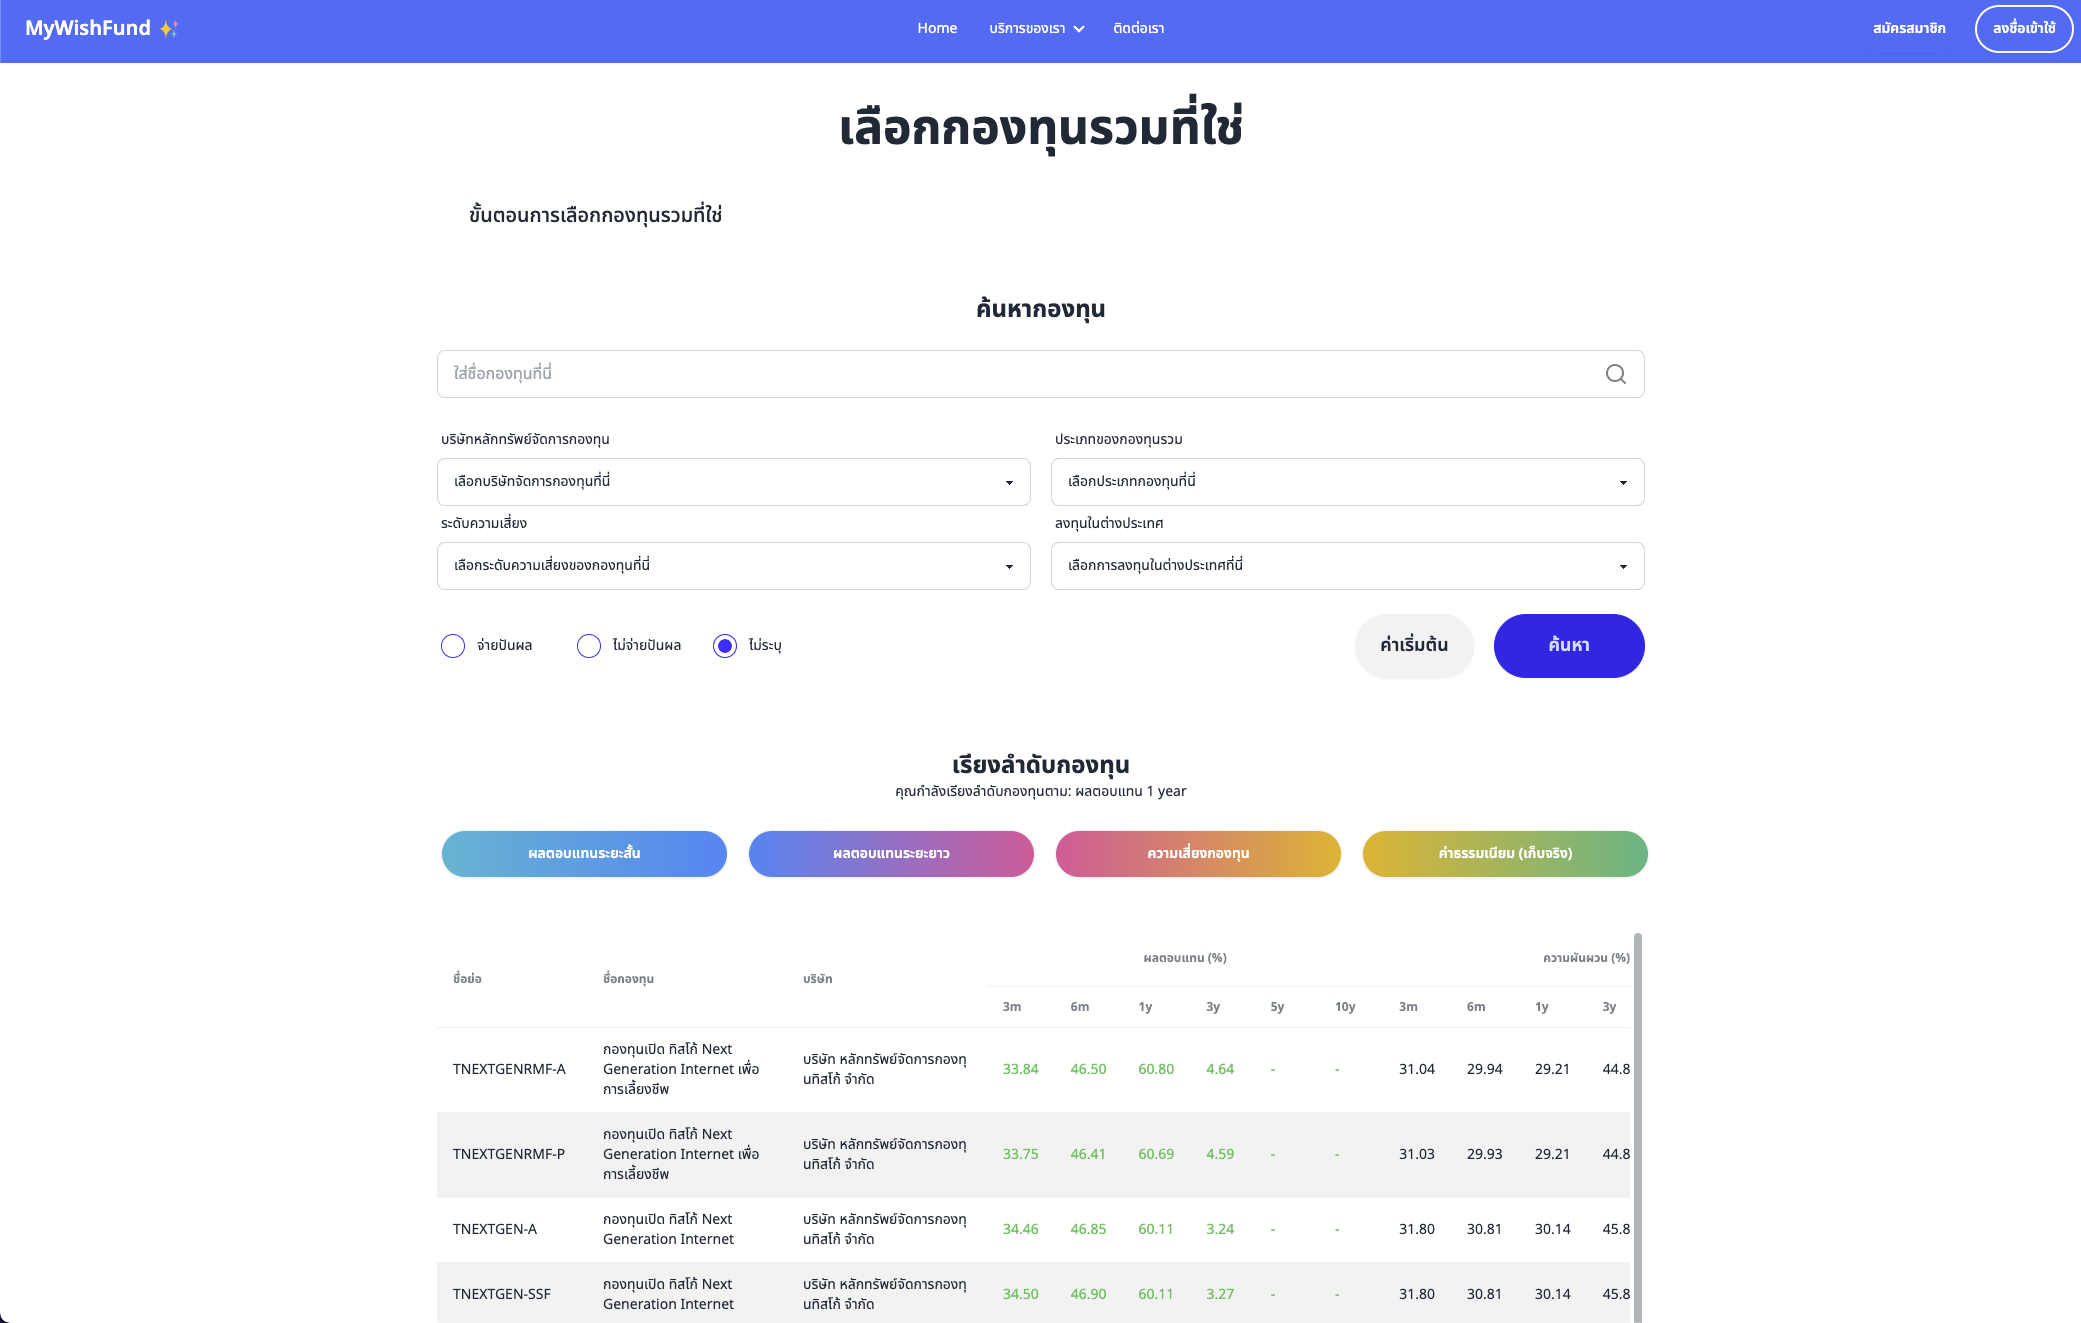 MyWishFund ✨
Home
บริการของเรา
ติดต่อเรา
สมัครสมาชิก
ลงชื่อเข้าใช้
เลือกกองทุนรวมที่ใช่
ขั้นตอนการเลือกกองทุนรวมที่ใช่
ค้นหากองทุน
ใส่ชื่อกองทุนที่นี่
บริษัทหลักทรัพย์จัดการกองทุน
ประเภทของกองทุนรวม
เลือกบริษัทจัดการกองทุนที่นี่
เลือกประเภทกองทุนที่นี่
ระดับความเสี่ยง
ลงทุนในต่างประเทศ
เลือกระดับความเสี่ยงของกองทุนที่นี่
เลือกการลงทุนในต่างประเทศที่นี่
จ่ายปันผล
ไม่จ่ายปันผล
ไม่ระบุ
ค่าเริ่มต้น
ค้นหา
เรียงลำดับกองทุน
คุณกำลังเรียงลำดับกองทุนตาม: ผลตอบแทน 1 year
ผลตอบแทนระยะสั้น
ผลตอบแทนระยะยาว
ความเสี่ยงกองทุน
ค่าธรรมเนียม (เก็บจริง)
ชื่อย่อ ชื่อกองทุน บริษัท ผลตอบแทน (%) ความผันผวน (%)
3m 6m 1y 3y 5y 10y 3m 6m 1y 3y
TNEXTGENRMF-A
กองทุนเปิด ทิสโก้ Next
Generation Internet เพื่อ
การเลี้ยงชีพ
บริษัท หลักทรัพย์จัดการกองทุ
นทิสโก้ จำกัด
33.84 46.50 60.80 4.64 - - 31.04 29.94 29.21 44.8
TNEXTGENRMF-P
กองทุนเปิด ทิสโก้ Next
Generation Internet เพื่อ
การเลี้ยงชีพ
บริษัท หลักทรัพย์จัดการกองทุ
นทิสโก้ จำกัด
33.75 46.41 60.69 4.59 - - 31.03 29.93 29.21 44.8
TNEXTGEN-A
กองทุนเปิด ทิสโก้ Next
Generation Internet
บริษัท หลักทรัพย์จัดการกองทุ
นทิสโก้ จำกัด
34.46 46.85 60.11 3.24 - - 31.80 30.81 30.14 45.8
TNEXTGEN-SSF
กองทุนเปิด ทิสโก้ Next
Generation Internet
บริษัท หลักทรัพย์จัดการกองทุ
นทิสโก้ จำกัด
34.50 46.90 60.11 3.27 - - 31.80 30.81 30.14 45.8